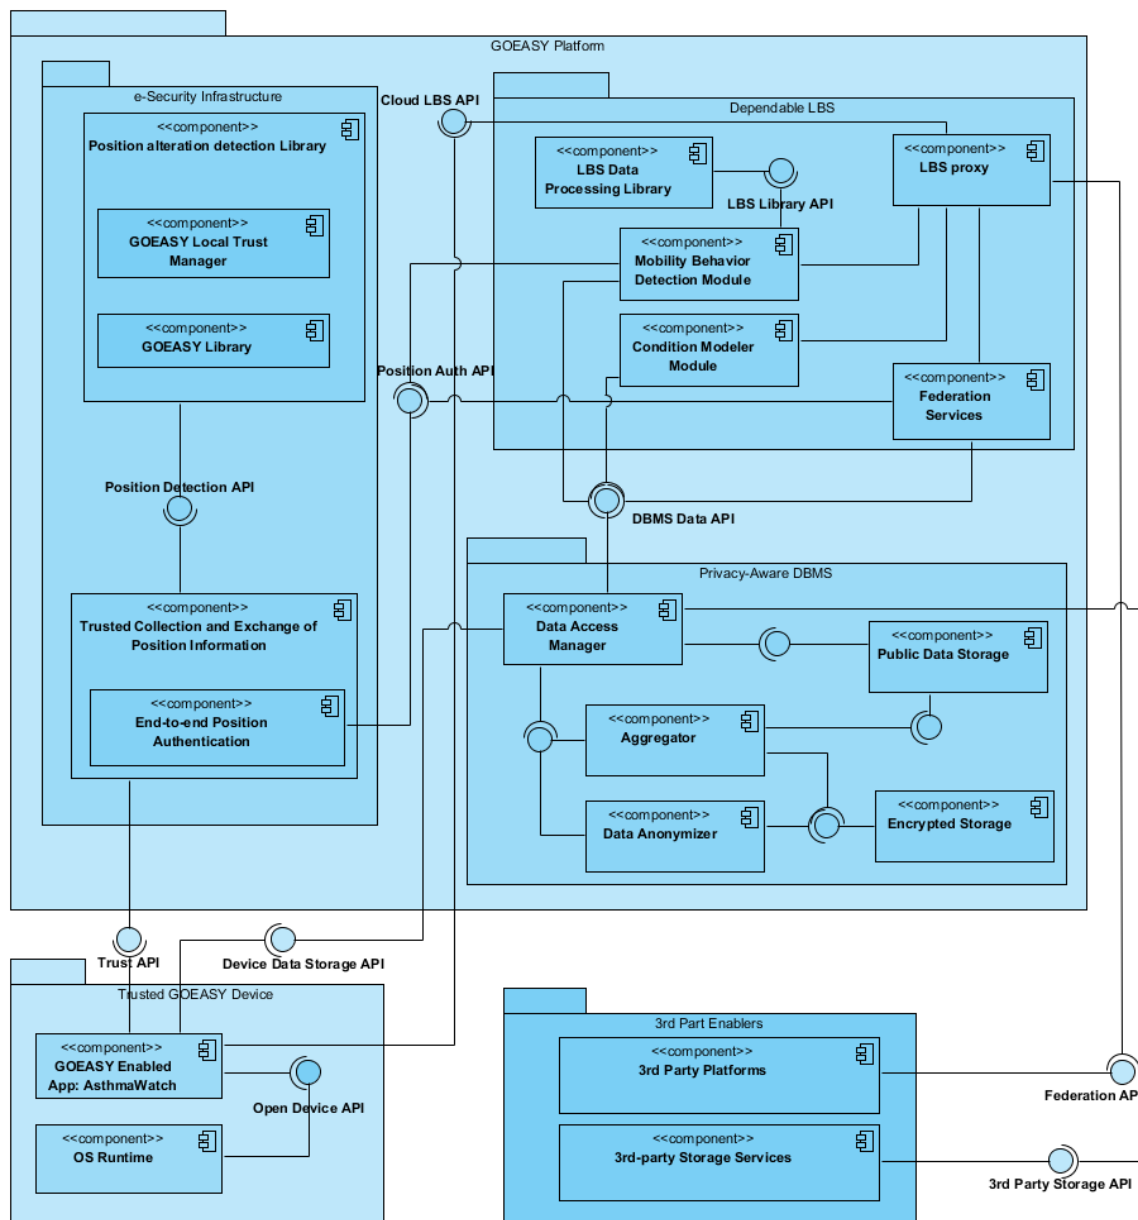 GOEASY Platform
e-Security Infrastructure
<<component>>
Position alteration detection Library
<<component>>
GOEASY Local Trust
Manager
<<component>>
GOEASY Library
Position Detection API
<<component>>
Trusted Collection and Exchange of
Position Information
<<component>>
End-to-end Position
Authentication
Cloud LBS API
Position Auth API
Dependable LBS
<<component>>
LBS Data
Processing Library
LBS Library API
<<component>>
LBS proxy
<<component>>
Mobility Behavior
Detection Module
<<component>>
Condition Modeler
Module
<<component>>
Federation
Services
DBMS Data API
Privacy-Aware DBMS
<<component>>
Data Access
Manager
<<component>>
Public Data Storage
<<component>>
Aggregator
<<component>>
Data Anonymizer
<<component>>
Encrypted Storage
Trust API
Device Data Storage API
Trusted GOEASY Device
<<component>>
GOEASY Enabled
App: AsthmaWatch
Open Device API
<<component>>
OS Runtime
3rd Part Enablers
<<component>>
3rd Party Platforms
<<component>>
3rd-party Storage Services
Federation AP
3rd Party Storage API